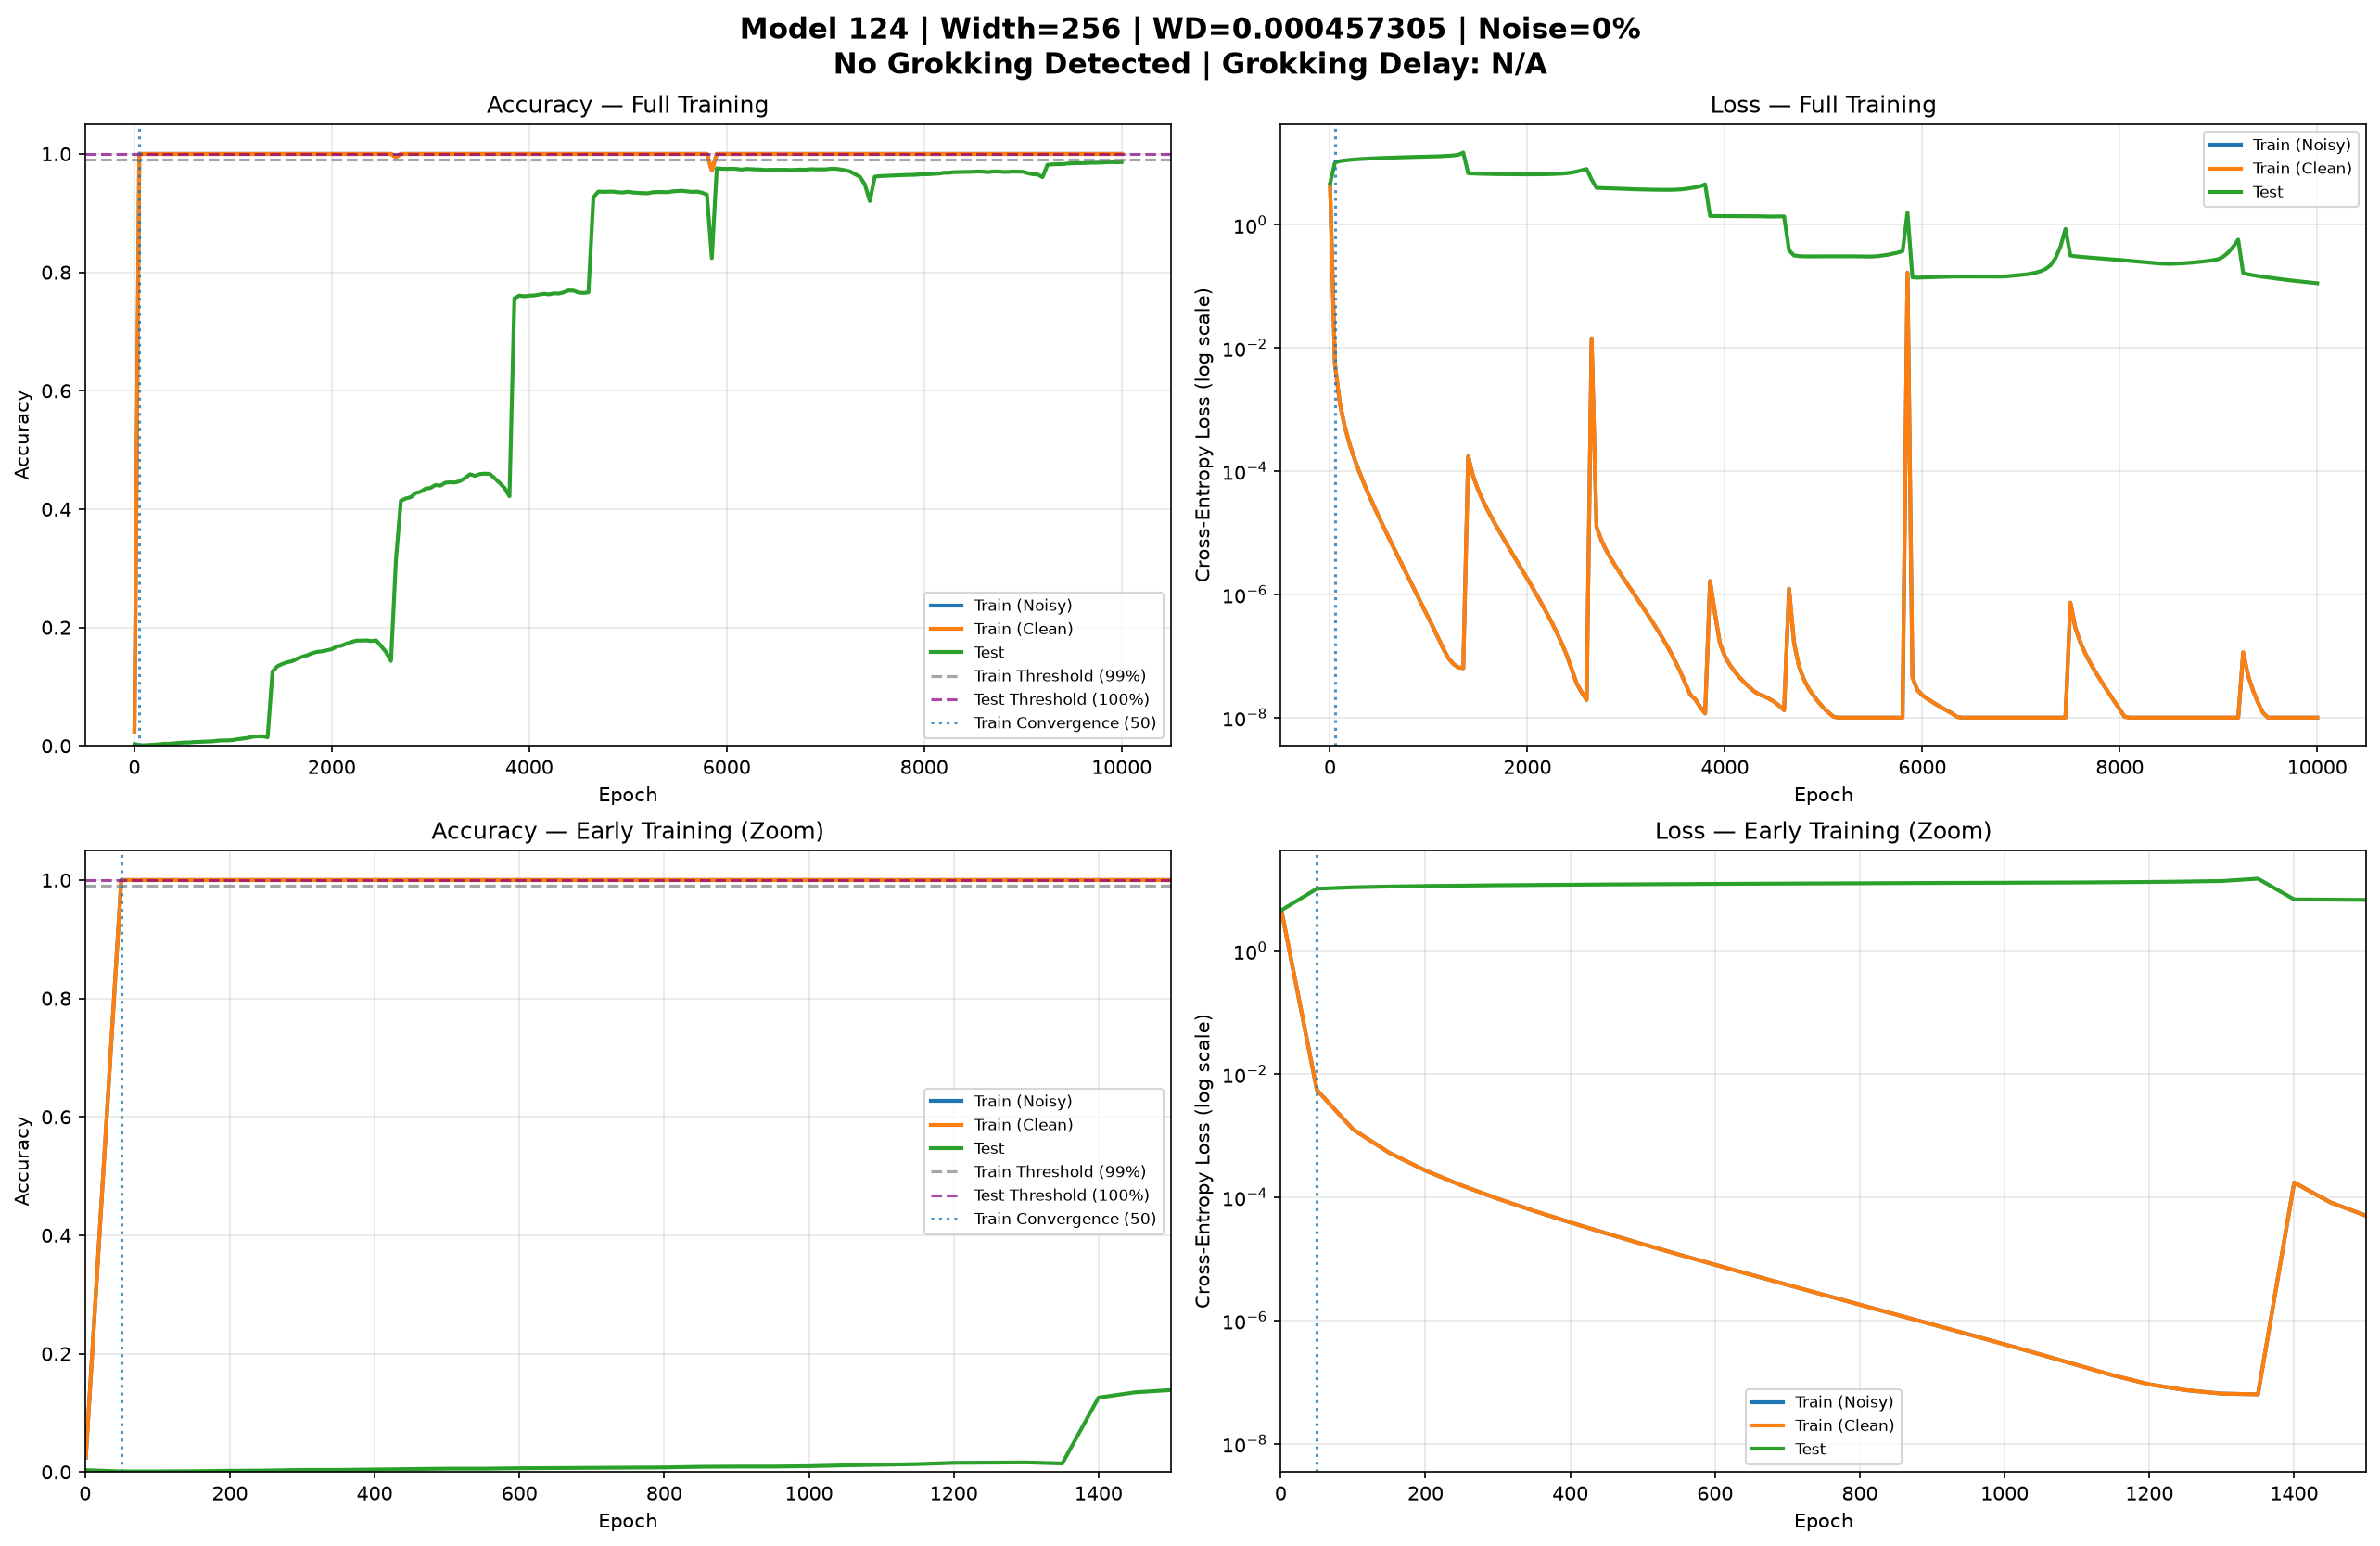 Model 124 | Width=256 | WD=0.000457305 | Noise=0%
No Grokking Detected | Grokking Delay: N/A
Accuracy — Full Training
Accuracy
1.0
0.8
0.6
0.4
0.2
0.0
0 2000 4000 6000 8000 10000
Epoch
Train (Noisy)
Train (Clean)
Test
Train Threshold (99%)
Test Threshold (100%)
Train Convergence (50)
Loss — Full Training
Cross-Entropy Loss (log scale)
10⁰
10⁻²
10⁻⁴
10⁻⁶
10⁻⁸
0 2000 4000 6000 8000 10000
Epoch
Train (Noisy)
Train (Clean)
Test
Accuracy — Early Training (Zoom)
Accuracy
1.0
0.8
0.6
0.4
0.2
0.0
0 200 400 600 800 1000 1200 1400
Epoch
Train (Noisy)
Train (Clean)
Test
Train Threshold (99%)
Test Threshold (100%)
Train Convergence (50)
Loss — Early Training (Zoom)
Cross-Entropy Loss (log scale)
10⁰
10⁻²
10⁻⁴
10⁻⁶
10⁻⁸
0 200 400 600 800 1000 1200 1400
Epoch
Train (Noisy)
Train (Clean)
Test